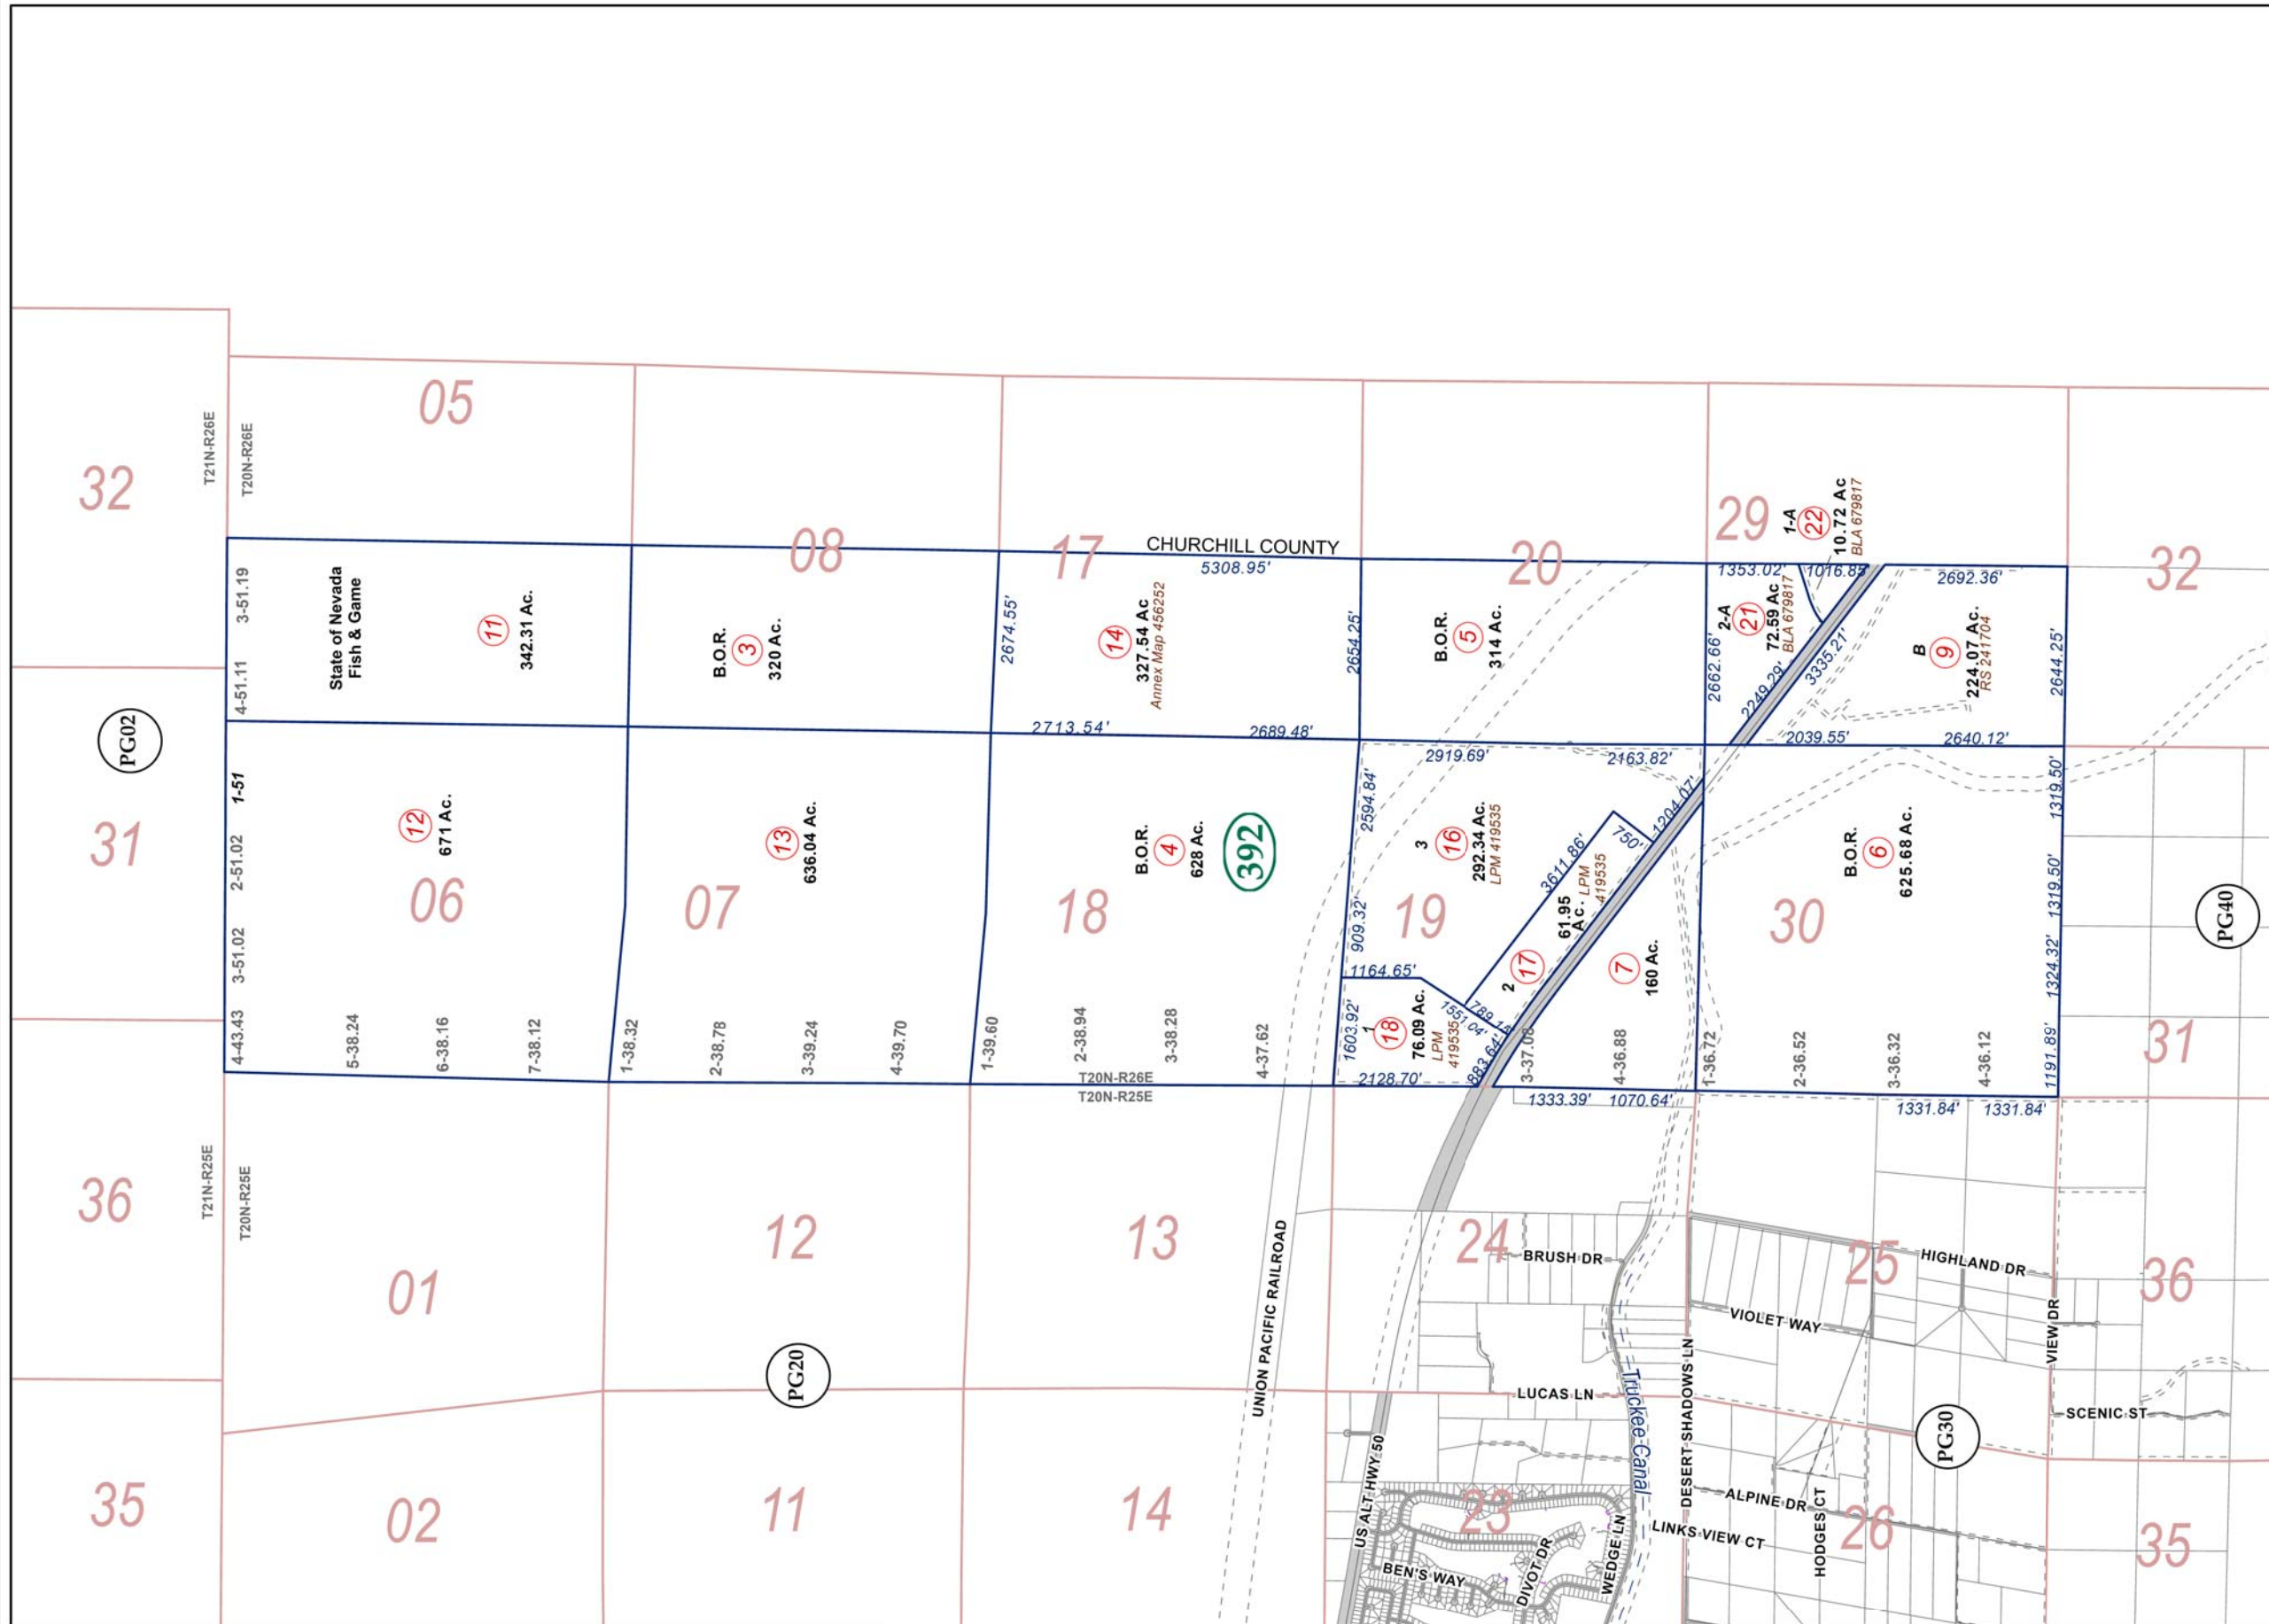 32
31
36
35
PG02
T21N-R26E
T20N-R26E
T21N-R25E
T20N-R25E
3-51.19
4-51.11
1-51
2-51.02
3-51.02
4-43.43
5-38.24
6-38.16
7-38.12
05
State of Nevada
Fish & Game
11
342.31 Ac.
12
671 Ac.
06
01
02
08
B.O.R.
3
320 Ac.
13
636.04 Ac.
07
1-38.32
2-38.78
3-39.24
4-39.70
12
PG20
11
17
CHURCHILL COUNTY
5308.95'
2674.55'
14
327.54 Ac
Annex Map 456252
2654.25'
2713.54'
2689.48'
B.O.R.
4
628 Ac.
392
18
1-39.60
2-38.94
3-38.28
4-37.62
T20N-R26E
T20N-R25E
13
14
UNION PACIFIC RAILROAD
20
B.O.R.
5
314 Ac.
2919.69'
2163.82'
2594.84'
909.32'
3
16
292.34 Ac.
LPM 419535
3611.86'
750'
1204.07'
19
61.95
Ac.
LPM
419535
2
17
1164.65'
1603.92'
1
18
76.09 Ac.
LPM
419535
789.15'
1551.04'
883.64'
2128.70'
7
160 Ac.
3-37.08
4-36.88
1333.39'
1070.64'
29
1-A
22
10.72 Ac
BLA 679817
1353.02'
1016.85'
2692.36'
2-A
21
72.59 Ac
BLA 679817
2662.66'
2249.29'
3335.21'
B
9
224.07 Ac.
RS 241704
2644.25'
2039.55'
2640.12'
B.O.R.
6
625.68 Ac.
30
1319.50'
1319.50'
1324.32'
1191.89'
1-36.72
2-36.52
3-36.32
4-36.12
1331.84'
1331.84'
32
PG40
31
24
BRUSH DR
25
HIGHLAND DR
VIOLET WAY
VIEW DR
36
LUCAS LN
Truckee Canal
DESERT SHADOWS LN
PG30
SCENIC ST
US ALT HWY 50
23
ALPINE DR
LINKS VIEW CT
HODGES CT
26
BEN'S WAY
DIVOT DR
WEDGE LN
35